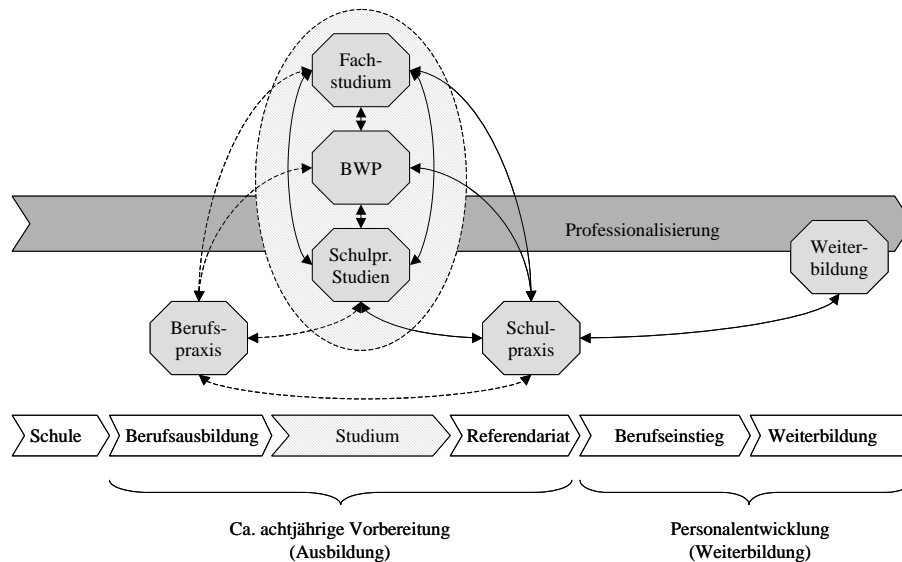 Fach-
studium
BWP
Professionalisierung
Schulpr.
Studien
Weiter-
bildung
Berufs-
praxis
Schul-
praxis
Schule
Berufsausbildung
Studium
Referendariat
Berufseinstieg
Weiterbildung
Ca. achtjährige Vorbereitung
(Ausbildung)
Personalentwicklung
(Weiterbildung)